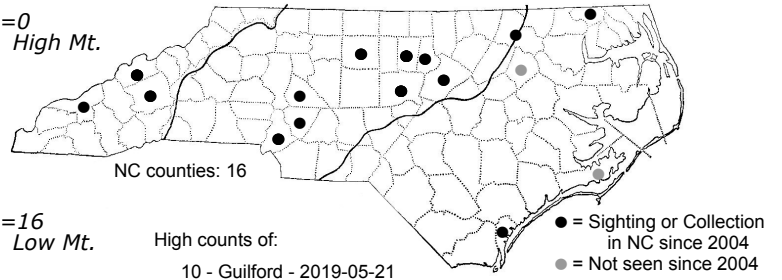 =0
High Mt.
NC counties: 16
=16
Low Mt.
High counts of:
10 - Guilford - 2019-05-21
= Sighting or Collection
in NC since 2004
= Not seen since 2004